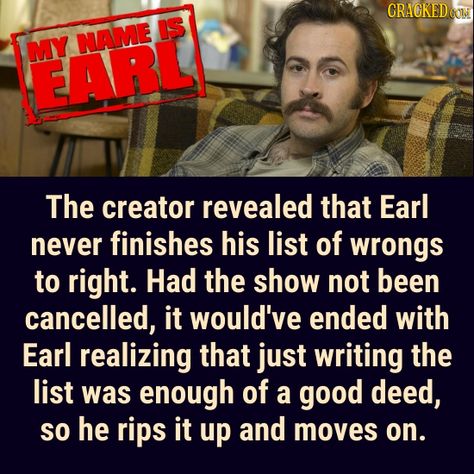 CRACKED.COM
MY NAME IS
EARL
The creator revealed that Earl
never finishes his list of wrongs
to right. Had the show not been
cancelled, it would've ended with
Earl realizing that just writing the
list was enough of a good deed,
so he rips it up and moves on.